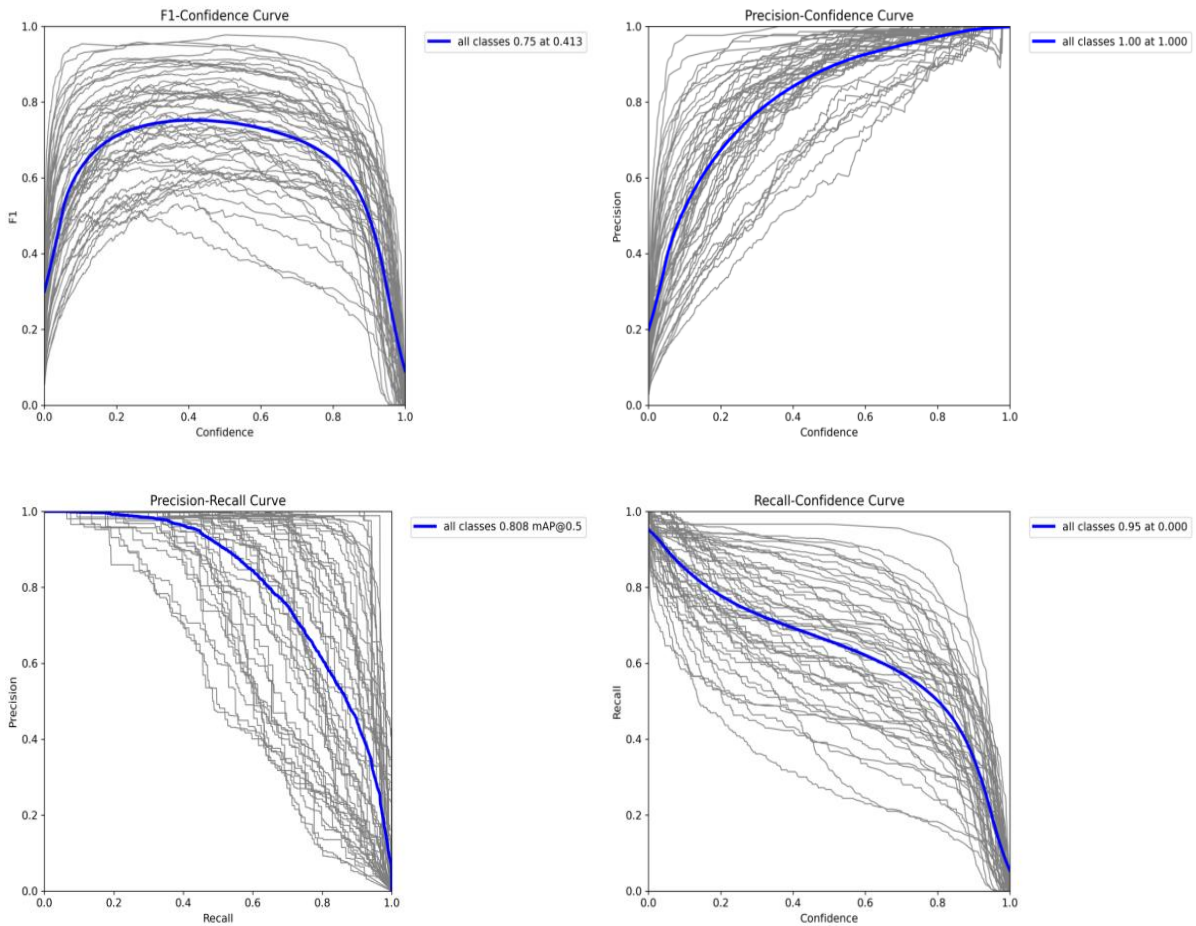 F1-Confidence Curve
1.0
0.8
0.6
0.4
0.2
0.0
F1
0.0 0.2 0.4 0.6 0.8 1.0
Confidence
all classes 0.75 at 0.413
Precision-Confidence Curve
1.0
0.8
0.6
0.4
0.2
0.0
Precision
0.0 0.2 0.4 0.6 0.8 1.0
Confidence
all classes 1.00 at 1.000
Precision-Recall Curve
1.0
0.8
0.6
0.4
0.2
0.0
Precision
0.0 0.2 0.4 0.6 0.8 1.0
Recall
all classes 0.808 mAP@0.5
Recall-Confidence Curve
1.0
0.8
0.6
0.4
0.2
0.0
Recall
0.0 0.2 0.4 0.6 0.8 1.0
Confidence
all classes 0.95 at 0.000